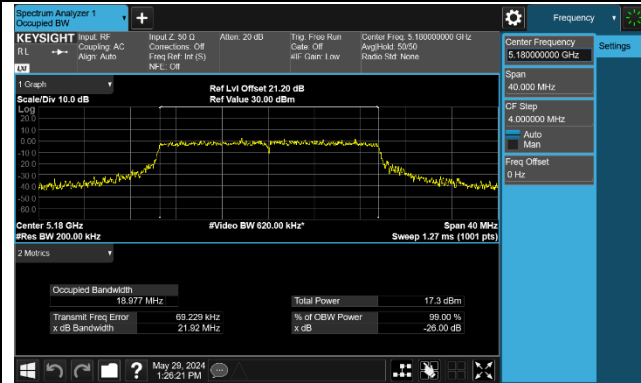 Spectrum Analyzer 1
Occupied BW
Frequency
KEYSIGHT
RL
LXI
Input: RF
Coupling: AC
Align: Auto
Input Z: 50 Ω
Corrections: Off
Freq Ref: Int (S)
NFE: Off
Atten: 20 dB
Trig: Free Run
Gate: Off
#IF Gain: Low
Center Freq: 5.180000000 GHz
Avg|Hold: 50/50
Radio Std: None
Center Frequency
5.180000000 GHz
Settings
Span
40.000 MHz
CF Step
4.000000 MHz
Auto
Man
Freq Offset
0 Hz
1 Graph
Scale/Div 10.0 dB
Ref Lvl Offset 21.20 dB
Ref Value 30.00 dBm
Log
20.0
10.0
0.00
-10.0
-20.0
-30.0
-40.0
-50.0
-60.0
Center 5.18 GHz
#Res BW 200.00 kHz
#Video BW 620.00 kHz*
Span 40 MHz
Sweep 1.27 ms (1001 pts)
2 Metrics
Occupied Bandwidth
18.977 MHz
Total Power 17.3 dBm
Transmit Freq Error 69.229 kHz
% of OBW Power 99.00 %
x dB Bandwidth 21.92 MHz
x dB -26.00 dB
May 29, 2024
1:26:21 PM